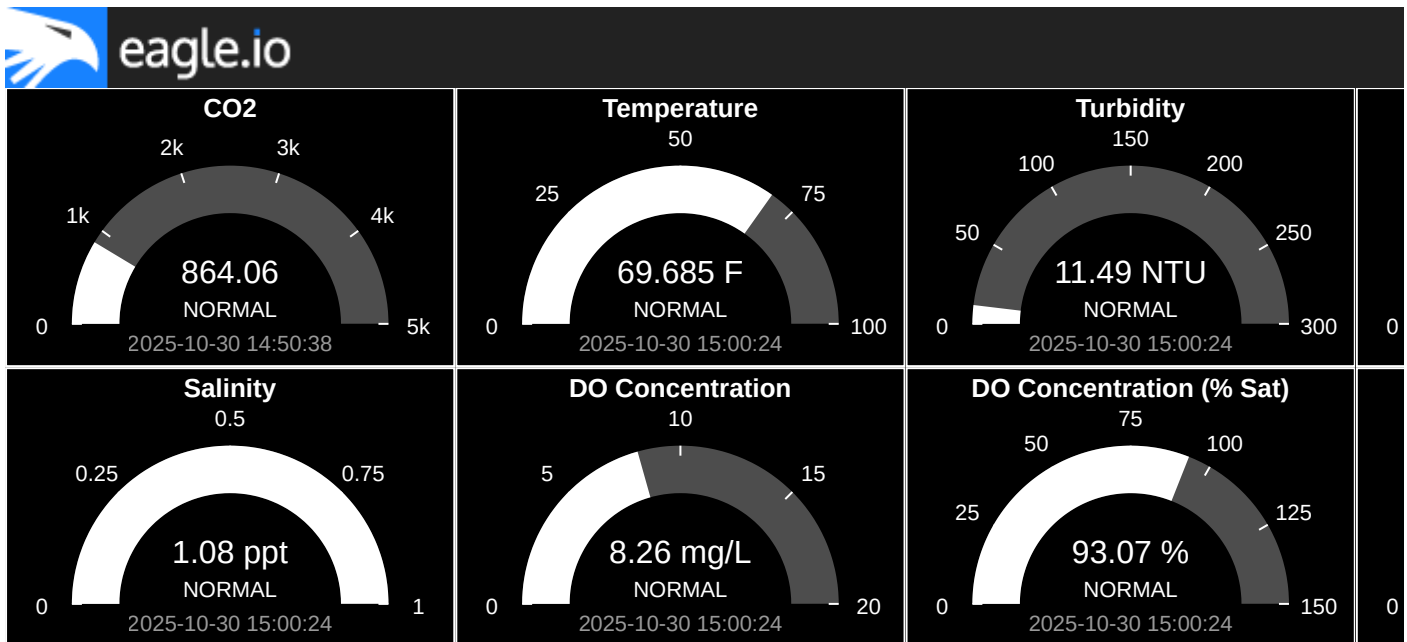 eagle.io
CO2
0
1k
2k
3k
4k
5k
864.06
NORMAL
2025-10-30 14:50:38
Temperature
0
25
50
75
100
69.685 F
NORMAL
2025-10-30 15:00:24
Turbidity
0
50
100
150
200
250
300
11.49 NTU
NORMAL
2025-10-30 15:00:24
0
Salinity
0
0.25
0.5
0.75
1
1.08 ppt
NORMAL
2025-10-30 15:00:24
DO Concentration
0
5
10
15
20
8.26 mg/L
NORMAL
2025-10-30 15:00:24
DO Concentration (% Sat)
0
25
50
75
100
125
150
93.07 %
NORMAL
2025-10-30 15:00:24
0